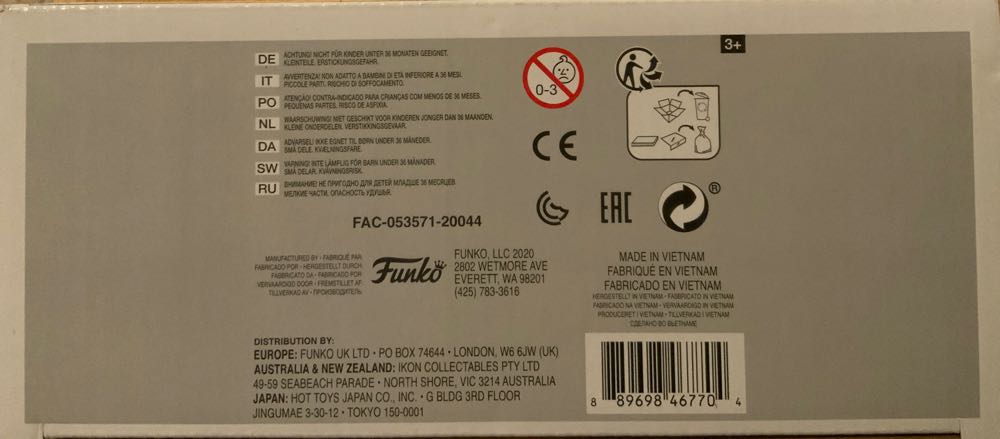 3+
DE ACHTUNG! NICHT FÜR KINDER UNTER 36 MONATEN GEEIGNET.
KLEINTEILE. ERSTICKUNGSGEFAHR.
IT AVVERTENZA! NON ADATTO A BAMBINI DI ETÀ INFERIORE A 36 MESI.
PICCOLE PARTI. RISCHIO DI SOFFOCAMENTO.
PO ATENÇÃO! CONTRA-INDICADO PARA CRIANÇAS COM MENOS DE 36 MESES.
PEQUENAS PARTES. RISCO DE ASFIXIA.
NL WAARSCHUWING! NIET GESCHIKT VOOR KINDEREN JONGER DAN 36 MAANDEN.
KLEINE ONDERDELEN. VERSTIKKINGSGEVAAR.
DA ADVARSEL! IKKE EGNET TIL BØRN UNDER 36 MÅNEDER.
SMÅ DELE. KVÆLNINGSFARE.
SW VARNING! INTE LÄMPLIG FÖR BARN UNDER 36 MÅNADER.
SMÅ DELAR. KVÄVNINGSRISK.
RU ВНИМАНИЕ! НЕ ПРИГОДНО ДЛЯ ДЕТЕЙ МЛАДШЕ 36 МЕСЯЦЕВ.
МЕЛКИЕ ЧАСТИ, ОПАСНОСТЬ УДУШЬЯ.
0-3
CE
EAC
®
FAC-053571-20044
MANUFACTURED BY • FABRIQUÉ PAR
FABRICADO POR • HERGESTELLT DURCH
FABBRICATO DA • FABRICADO POR
VERVAARDIGD DOOR • FREMSTILLET AF
TILLVERKAD AV • ПРОИЗВОДИТЕЛЬ
Funko
FUNKO, LLC 2020
2802 WETMORE AVE
EVERETT, WA 98201
(425) 783-3616
MADE IN VIETNAM
FABRIQUÉ EN VIETNAM
FABRICADO EN VIETNAM
HERGESTELLT IN VIETNAM • FABBRICATO IN VIETNAM
FABRICADO NA VIETNAM • VERVAARDIGD IN VIETNAM
PRODUCERET I VIETNAM • TILLVERKAD I VIETNAM
СДЕЛАНО ВО ВЬЕТНАМЕ
DISTRIBUTION BY:
EUROPE: FUNKO UK LTD • PO BOX 74644 • LONDON, W6 6JW (UK)
AUSTRALIA & NEW ZEALAND: IKON COLLECTABLES PTY LTD
49-59 SEABEACH PARADE • NORTH SHORE, VIC 3214 AUSTRALIA
JAPAN: HOT TOYS JAPAN CO., INC. • G BLDG 3RD FLOOR
JINGUMAE 3-30-12 • TOKYO 150-0001
8 89698 46770 4